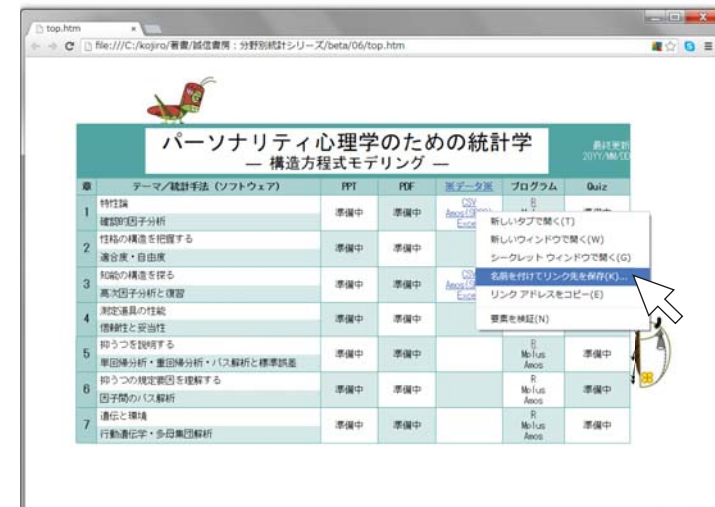 top.htm
file:///C:/kojiro/著書/誠信書房：分野別統計シリーズ/beta/06/top.htm
パーソナリティ心理学のための統計学
— 構造方程式モデリング —
最終更新
20YY/MM/DD
章 テーマ／統計手法（ソフトウェア） PPT PDF ※データ※ プログラム Quiz
1 特性論 準備中 準備中 CSV R
確認的因子分析
新しいタブで開く(T)
新しいウィンドウで開く(W)
シークレット ウィンドウで開く(G)
名前を付けてリンク先を保存(K)...
リンク アドレスをコピー(E)
要素を検証(N)
2 性格の構造を把握する 準備中 準備中
適合度・自由度
3 知能の構造を探る 準備中 準備中
高次因子分析と復習
4 測定道具の性能 準備中 準備中
信頼性と妥当性
5 抑うつを説明する 準備中 準備中 R Mplus Amos 準備中
単回帰分析・重回帰分析・パス解析と標準誤差
6 抑うつの規定要因を理解する 準備中 準備中 R Mplus Amos 準備中
因子間のパス解析
7 遺伝と環境 準備中 準備中 R Mplus Amos 準備中
行動遺伝学・多母集団解析